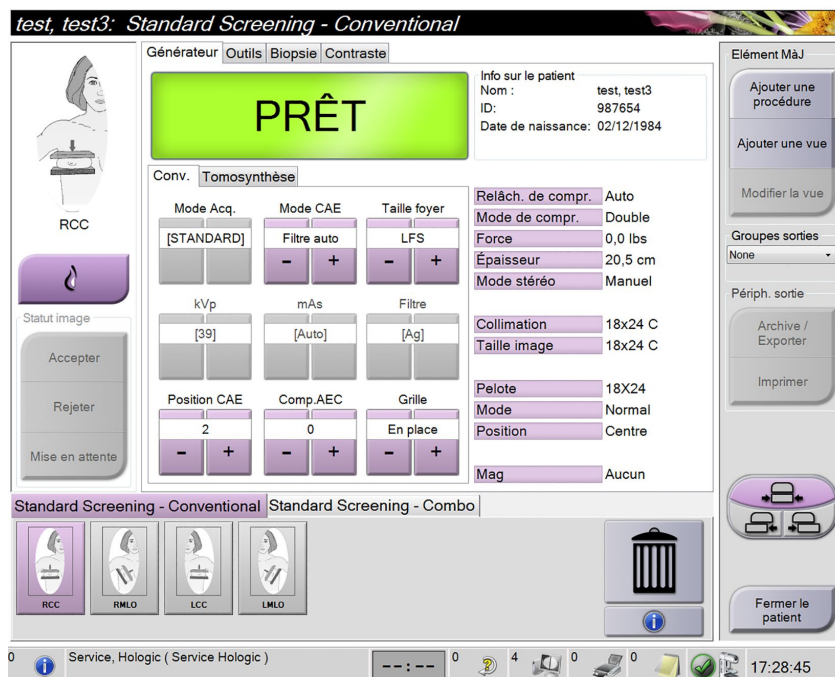 test, test3: Standard Screening - Conventional
Générateur Outils Biopsie Contraste
PRÊT
Info sur le patient
Nom : test, test3
ID: 987654
Date de naissance: 02/12/1984
Elément MàJ
Ajouter une
procédure
Ajouter une vue
Modifier la vue
RCC
Conv. Tomosynthèse
Mode Acq. Mode CAE Taille foyer
[STANDARD] Filtre auto LFS
- + - +
kVp mAs Filtre
[39] [Auto] [Ag]
Position CAE Comp.AEC Grille
2 0 En place
- + - + - +
Relâch. de compr. Auto
Mode de compr. Double
Force 0,0 lbs
Épaisseur 20,5 cm
Mode stéréo Manuel
Collimation 18x24 C
Taille image 18x24 C
Pelote 18X24
Mode Normal
Position Centre
Mag Aucun
Groupes sorties
None
Périph. sortie
Archive /
Exporter
Imprimer
Statut image
Accepter
Rejeter
Mise en attente
Standard Screening - Conventional Standard Screening - Combo
RCC RMLO LCC LMLO
Fermer le
patient
0 Service, Hologic ( Service Hologic ) --:-- 0 4 0 0 17:28:45